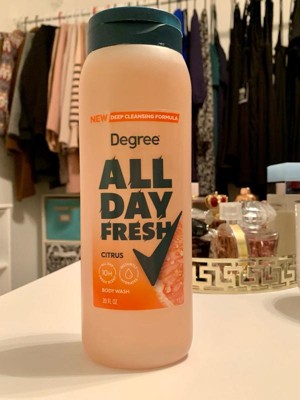 NEW DEEP CLEANSING FORMULA
Degree
ALL
DAY
FRESH
CITRUS
BODY WASH
20 FL OZ